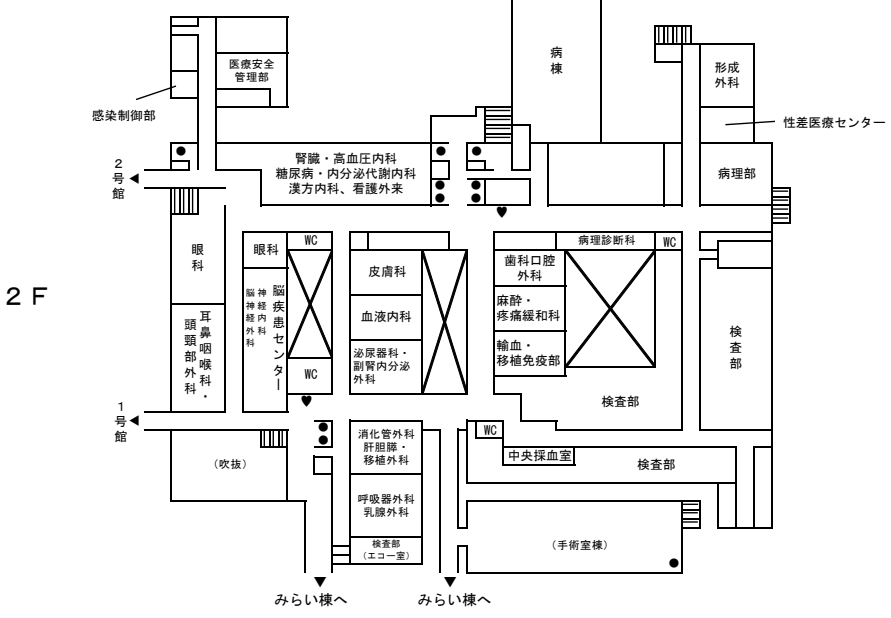 病棟
医療安全
管理部
形成
外科
感染制御部
性差医療センター
2号館
腎臓・高血圧内科
糖尿病・内分泌代謝内科
漢方内科、看護外来
病理部
2F
眼科
眼科
WC
皮膚科
病理診断科
WC
歯科口腔
外科
脳疾患センター
神経内科
脳神経外科
血液内科
麻酔・
疼痛緩和科
検査部
耳鼻咽喉科・
頭頸部外科
泌尿器科・
副腎内分泌
外科
輸血・
移植免疫部
WC
検査部
1号館
消化管外科
肝胆膵・
移植外科
WC
中央採血室
検査部
(吹抜)
呼吸器外科
乳腺外科
検査部
(エコー室)
(手術室棟)
みらい棟へ
みらい棟へ